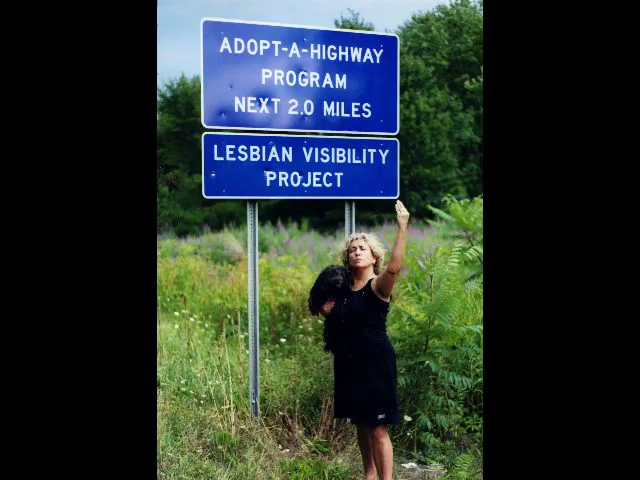 ADOPT-A-HIGHWAY
PROGRAM
NEXT 2.0 MILES
LESBIAN VISIBILITY
PROJECT